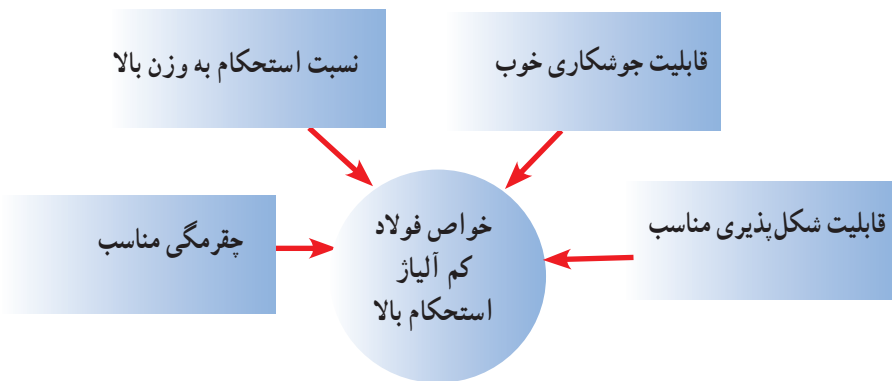 قابلیت جوشکاری خوب
نسبت استحکام به وزن بالا
قابلیت شکل‌پذیری مناسب
چقرمگی مناسب
خواص فولاد
کم آلیاژ
استحکام بالا